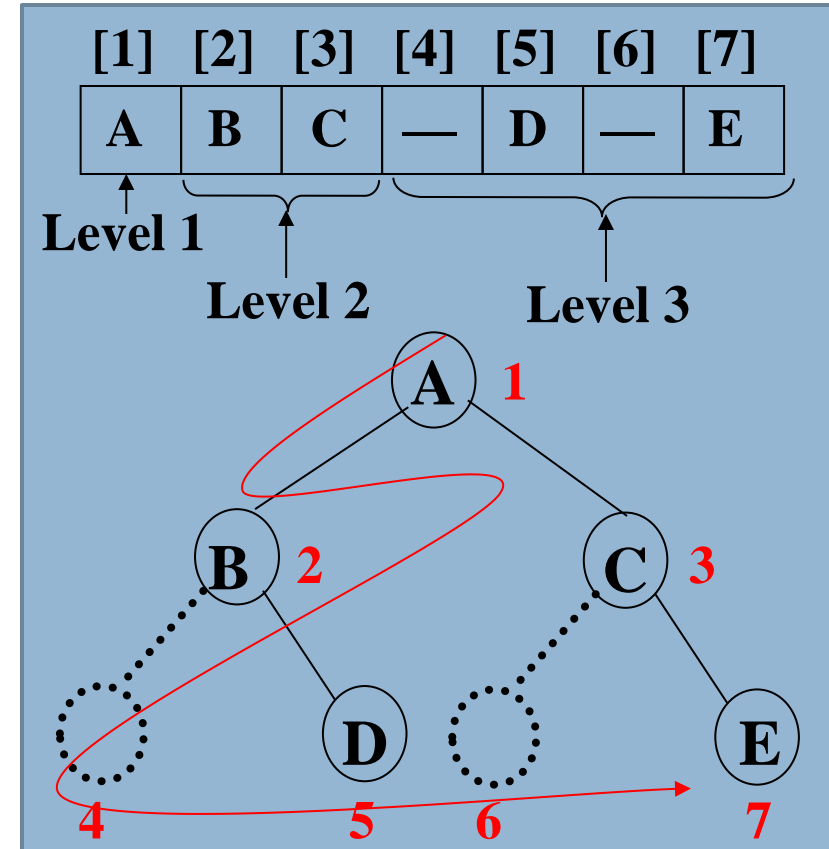 [1] [2] [3] [4] [5] [6] [7]
A B C — D — E
Level 1
Level 2
Level 3
A 1
B 2 C 3
D E
4 5 6 7